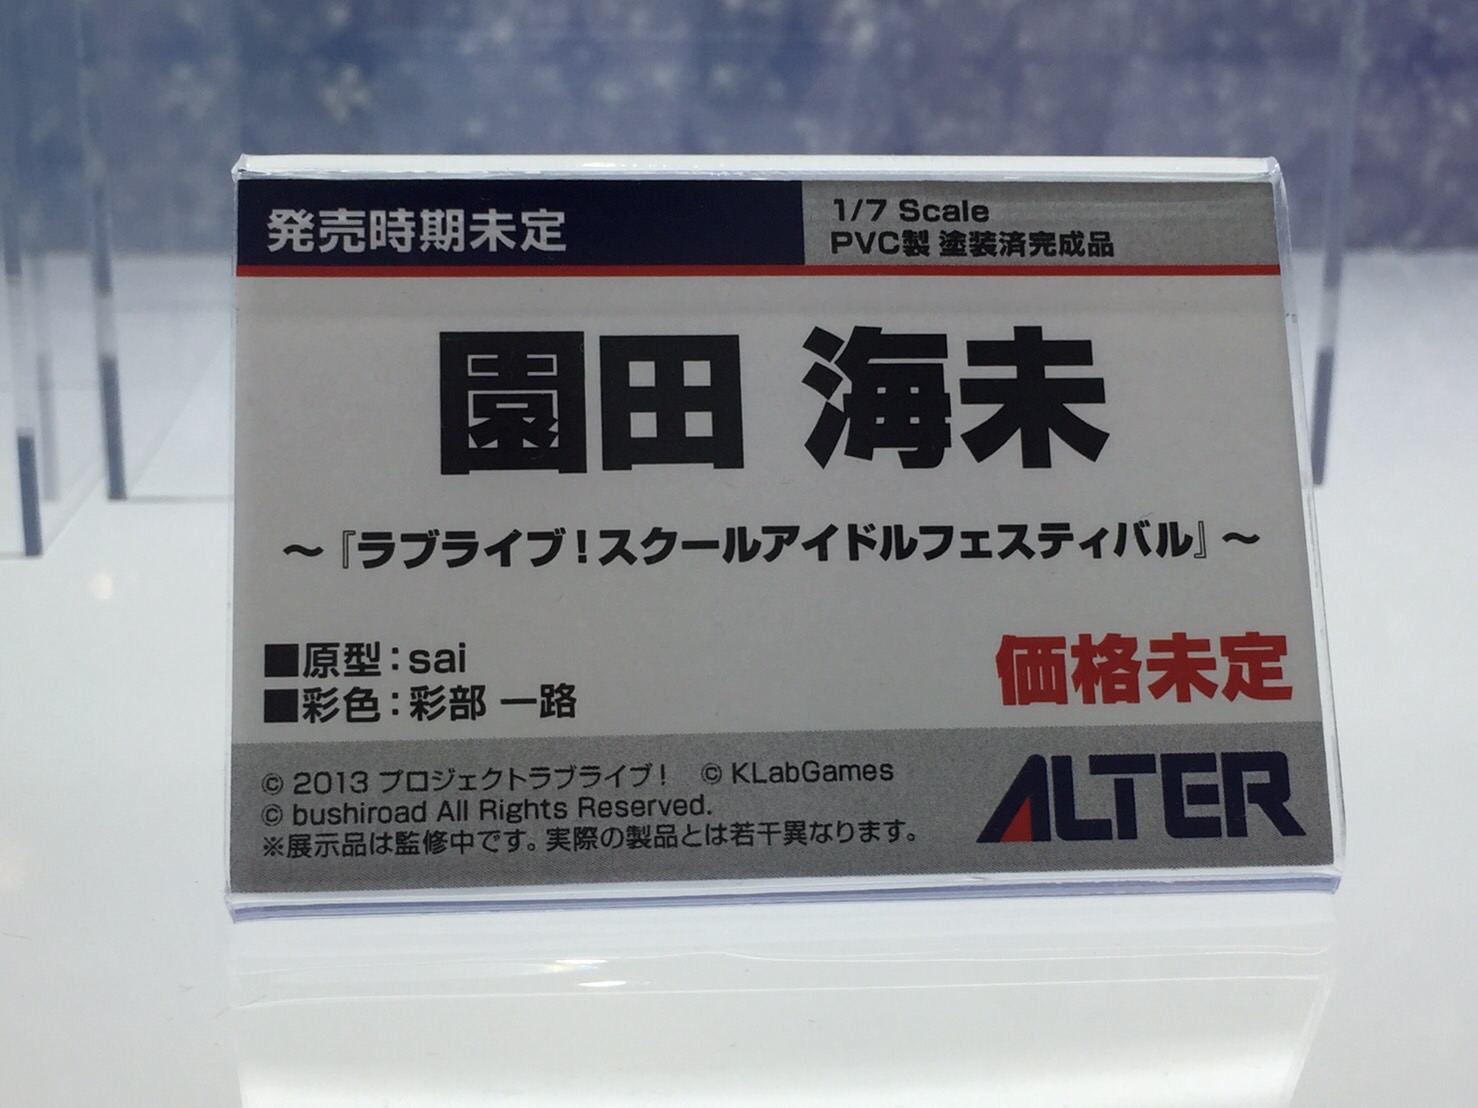 発売時期未定
1/7 Scale
PVC製 塗装済完成品
園田 海未
～『ラブライブ！スクールアイドルフェスティバル』～
■原型：sai
■彩色：彩部 一路
価格未定
© 2013 プロジェクトラブライブ！ © KLabGames
© bushiroad All Rights Reserved.
※展示品は監修中です。実際の製品とは若干異なります。
ALTER